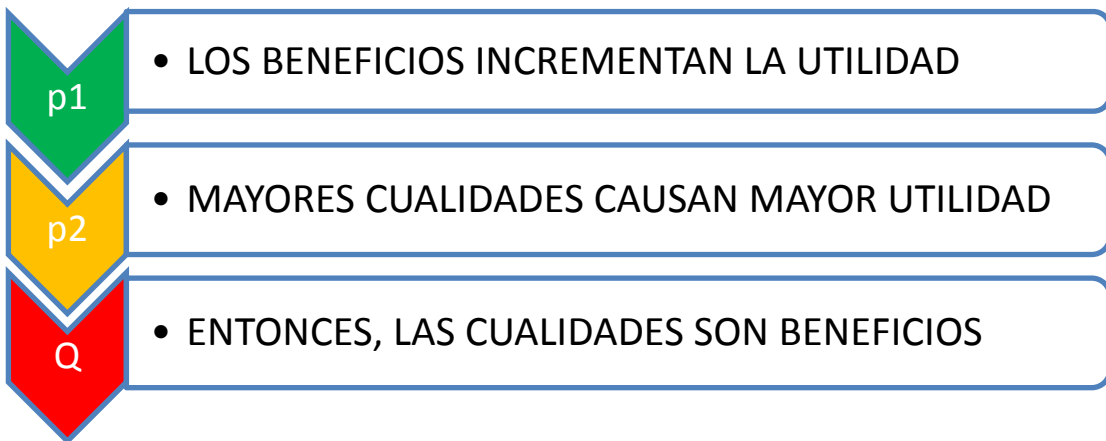 p1
• LOS BENEFICIOS INCREMENTAN LA UTILIDAD
p2
• MAYORES CUALIDADES CAUSAN MAYOR UTILIDAD
Q
• ENTONCES, LAS CUALIDADES SON BENEFICIOS